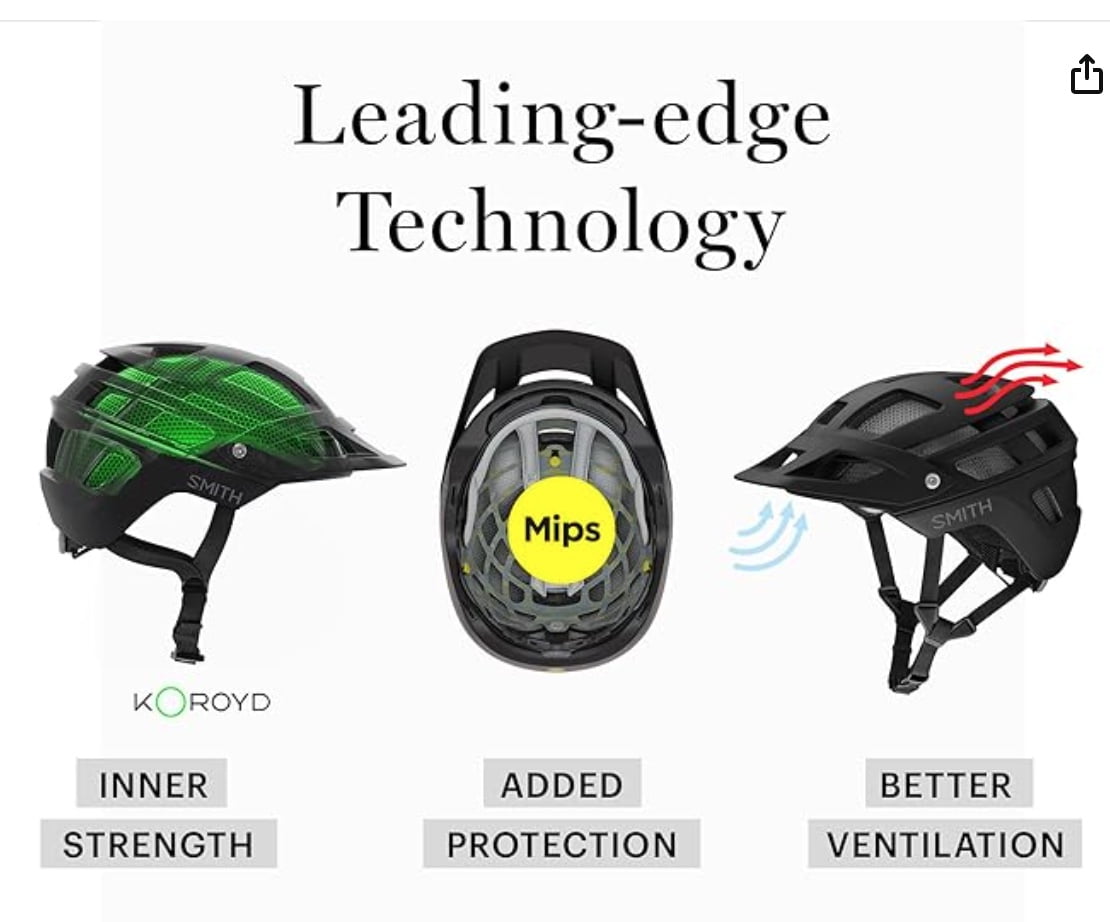 Leading-edge
Technology
SMITH
Mips
SMITH
KOROYD
INNER
STRENGTH
ADDED
PROTECTION
BETTER
VENTILATION